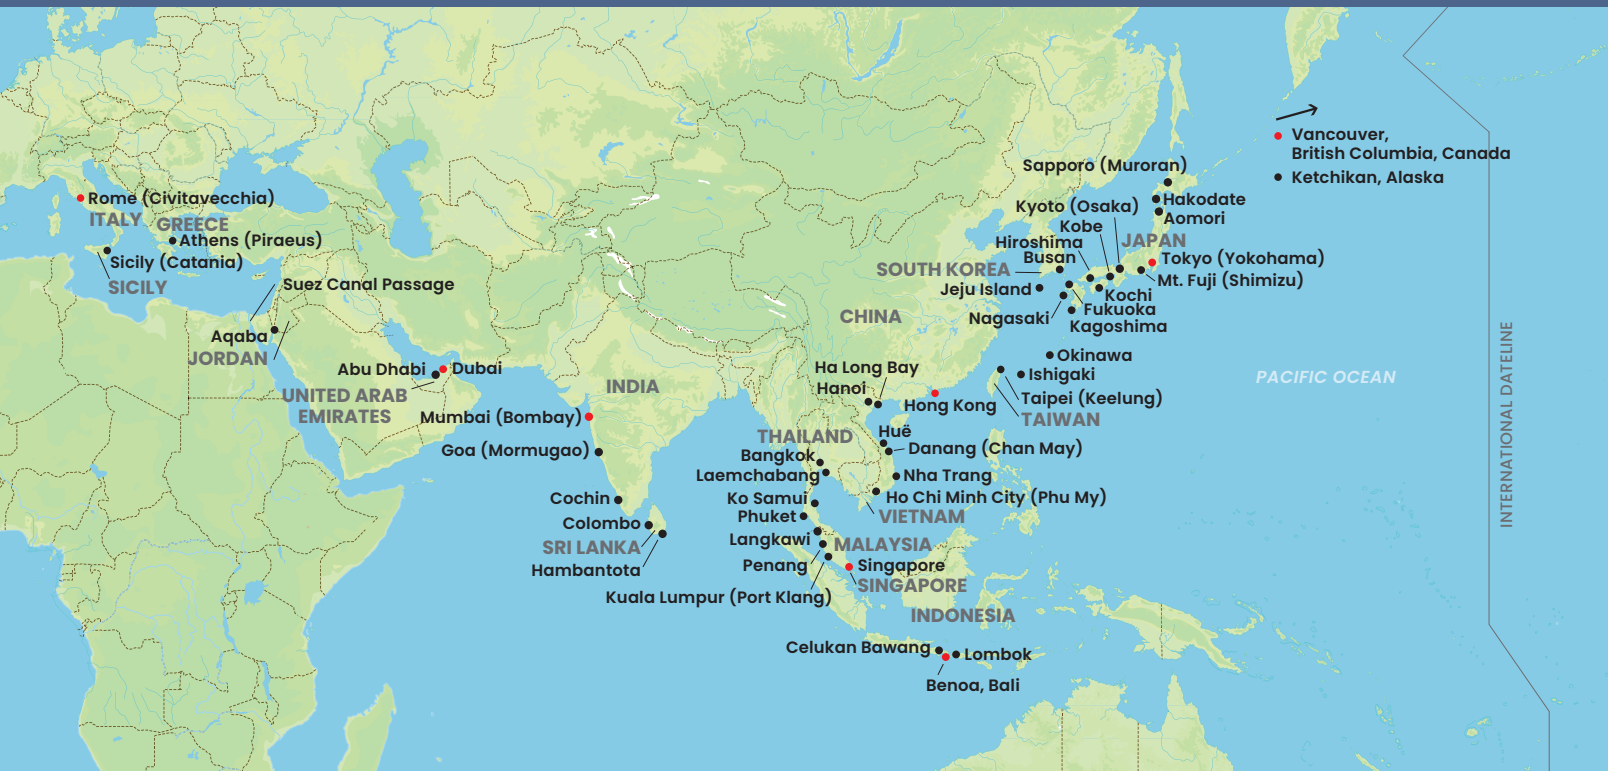 Vancouver,
British Columbia, Canada
Ketchikan, Alaska
Sapporo (Muroran)
Hakodate
Kyoto (Osaka)
Aomori
Kobe
JAPAN
Hiroshima
Busan
Tokyo (Yokohama)
SOUTH KOREA
Mt. Fuji (Shimizu)
Jeju Island
Kochi
Fukuoka
Nagasaki
Kagoshima
CHINA
Okinawa
Ishigaki
Taipei (Keelung)
TAIWAN
PACIFIC OCEAN
INTERNATIONAL DATELINE
Rome (Civitavecchia)
ITALY
GREECE
Athens (Piraeus)
Sicily (Catania)
SICILY
Suez Canal Passage
Aqaba
JORDAN
Abu Dhabi
Dubai
UNITED ARAB
EMIRATES
INDIA
Mumbai (Bombay)
Goa (Mormugao)
Cochin
Colombo
SRI LANKA
Hambantota
Ha Long Bay
Hanoi
Hong Kong
THAILAND
Huë
Bangkok
Danang (Chan May)
Laemchabang
Nha Trang
Ko Samui
Ho Chi Minh City (Phu My)
Phuket
VIETNAM
Langkawi
MALAYSIA
Penang
Singapore
SINGAPORE
Kuala Lumpur (Port Klang)
INDONESIA
Celukan Bawang
Lombok
Benoa, Bali